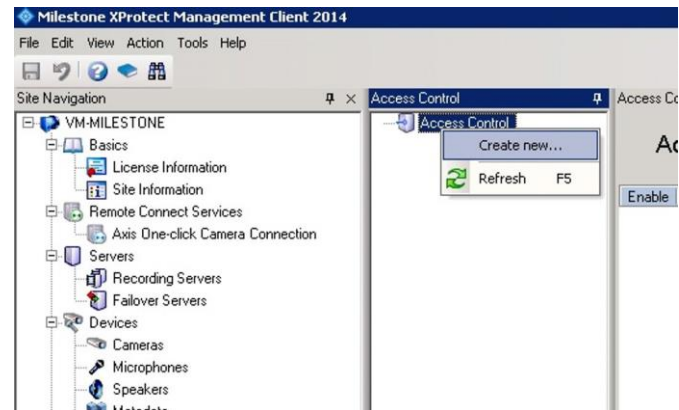 Milestone XProtect Management Client 2014
File Edit View Action Tools Help
Site Navigation
VM-MILESTONE
Basics
License Information
Site Information
Remote Connect Services
Axis One-click Camera Connection
Servers
Recording Servers
Failover Servers
Devices
Cameras
Microphones
Speakers
Metadata
Access Control
Access Control
Create new...
Refresh F5
Access Co
Ac
Enable